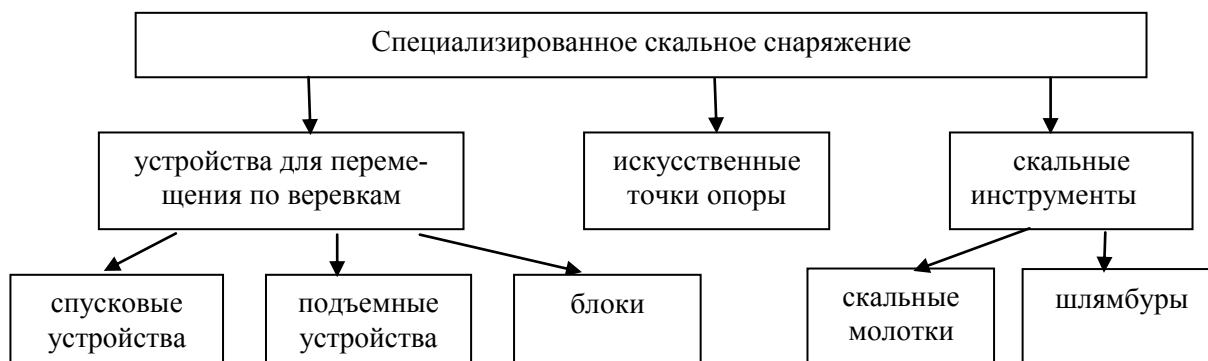 Специализированное скальное снаряжение
устройства для переме-
щения по веревкам
искусственные
точки опоры
скальные
инструменты
спусковые
устройства
подъемные
устройства
блоки
скальные
молотки
шлямбуры